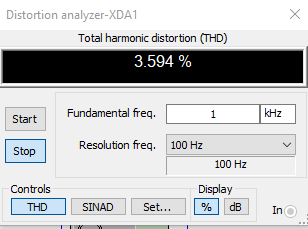 Distortion analyzer-XDA1
Total harmonic distortion (THD)
3.594 %
Start
Stop
Fundamental freq. 1 kHz
Resolution freq. 100 Hz
100 Hz
Controls
THD SINAD Set...
Display
% dB
In